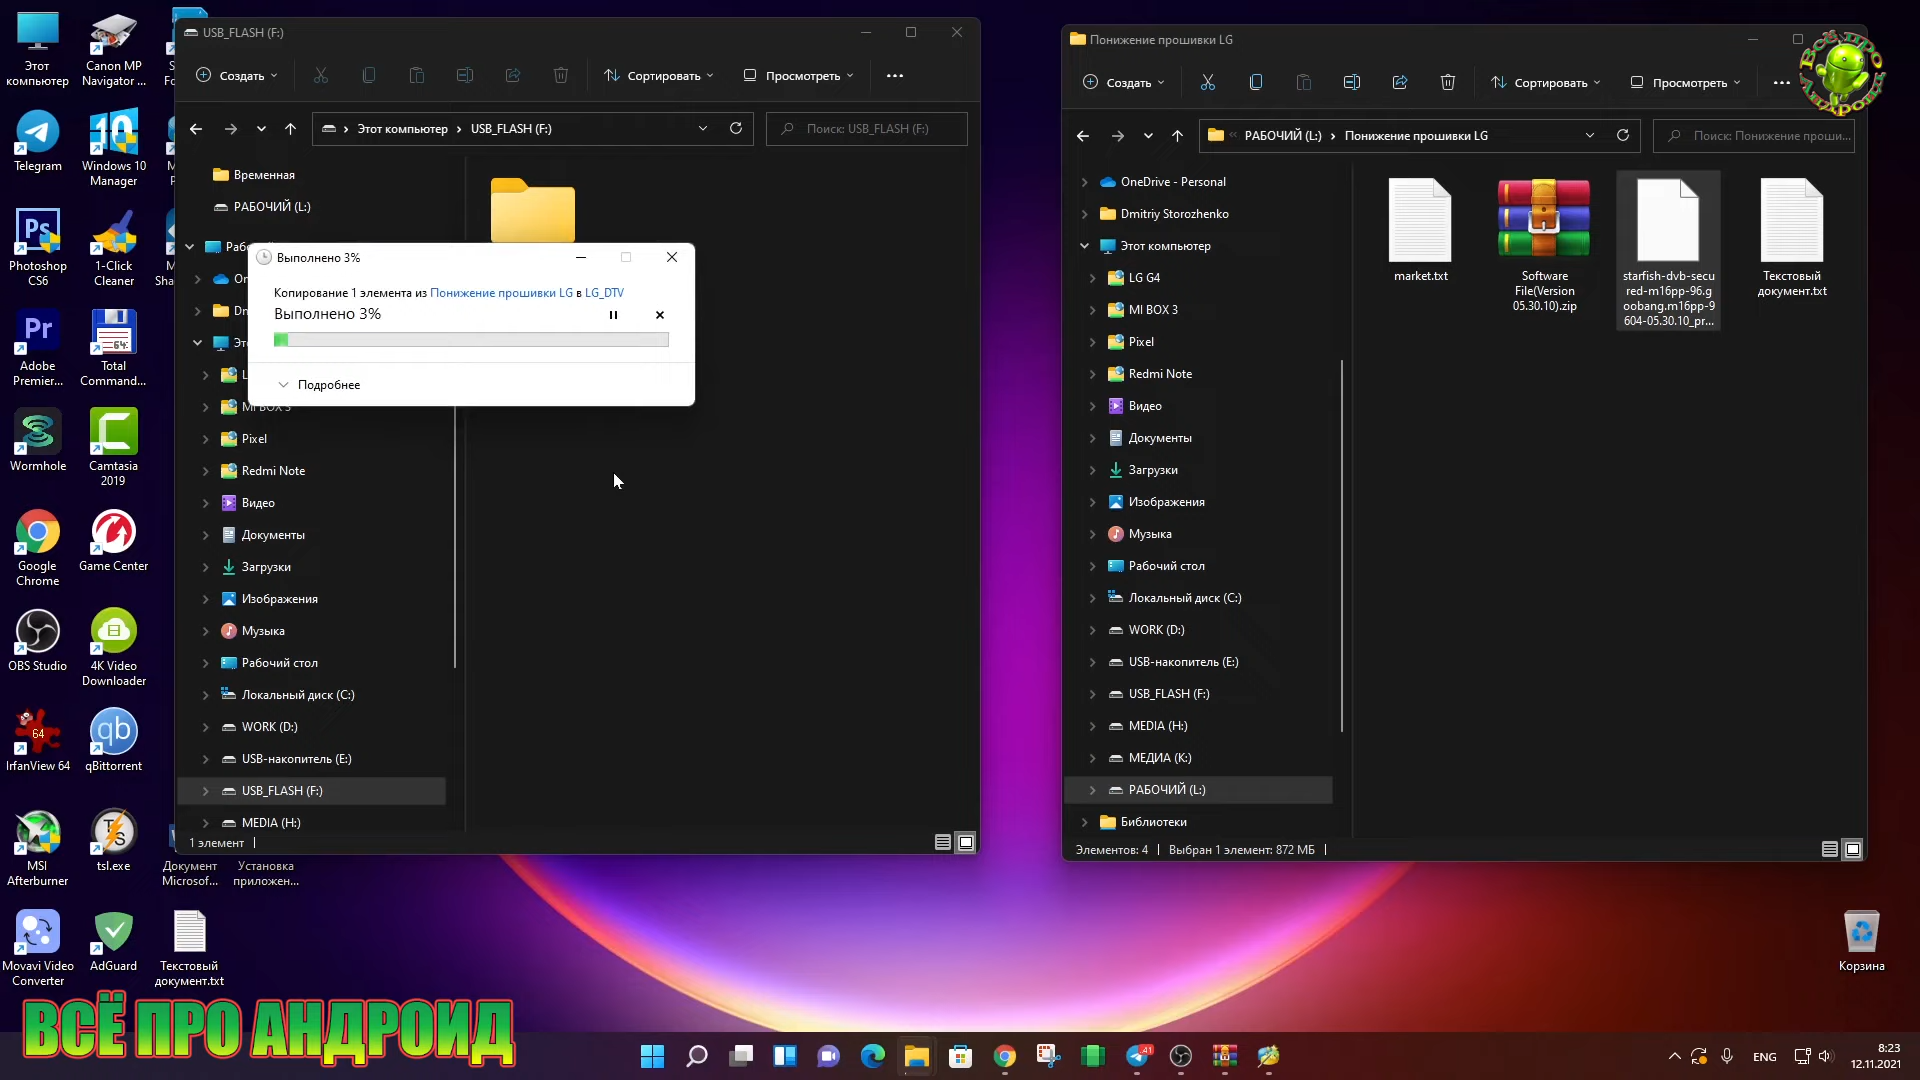 Этот
компьютер
Canon MP
Navigator ...
Telegram
Windows 10
Manager
Photoshop
CS6
1-Click
Cleaner
Adobe
Premier...
Total
Command...
Wormhole
Camtasia
2019
Google
Chrome
Game Center
OBS Studio
4K Video
Downloader
IrfanView 64
qBittorrent
MSI
Afterburner
tsl.exe
Документ
Microsof...
Установка
приложен...
Movavi Video
Converter
AdGuard
Текстовый
документ.txt
USB_FLASH (F:)
Создать
Сортировать
Просмотреть
Этот компьютер > USB_FLASH (F:)
Поиск: USB_FLASH (F:)
Временная
РАБОЧИЙ (L:)
Выполнено 3%
Копирование 1 элемента из Понижение прошивки LG в LG_DTV
Выполнено 3%
Подробнее
MI BOX 3
Pixel
Redmi Note
Видео
Документы
Загрузки
Изображения
Музыка
Рабочий стол
Локальный диск (C:)
WORK (D:)
USB-накопитель (E:)
USB_FLASH (F:)
MEDIA (H:)
1 элемент
Понижение прошивки LG
Создать
Сортировать
Просмотреть
РАБОЧИЙ (L:) > Понижение прошивки LG
Поиск: Понижение проши...
OneDrive - Personal
Dmitriy Storozhenko
Этот компьютер
LG G4
MI BOX 3
Pixel
Redmi Note
Видео
Документы
Загрузки
Изображения
Музыка
Рабочий стол
Локальный диск (C:)
WORK (D:)
USB-накопитель (E:)
USB_FLASH (F:)
MEDIA (H:)
МЕДИА (K:)
РАБОЧИЙ (L:)
Библиотеки
market.txt
Software
File(Version
05.30.10).zip
starfish-dvb-secu
red-m16pp-96.g
oobang.m16pp-9
604-05.30.10_pr...
Текстовый
документ.txt
Элементов: 4
Выбран 1 элемент: 872 МБ
Корзина
ВСЁ ПРО АНДРОИД
ENG
8:23
12.11.2021